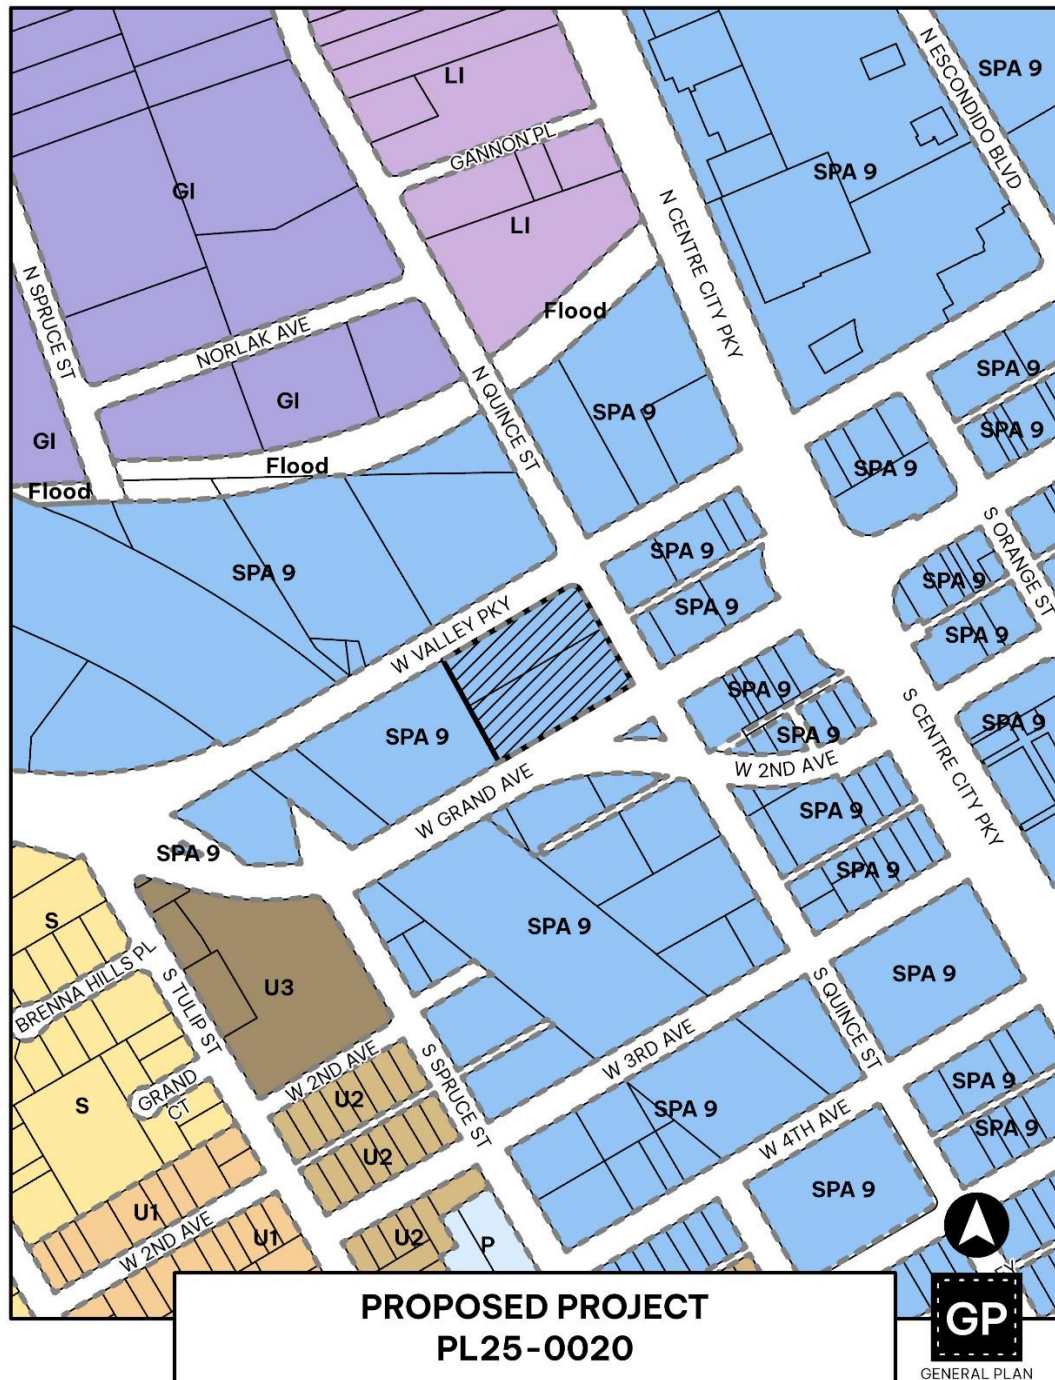 N ESCONDIDO BLVD
SPA 9
LI
GANNON PL
SPA 9
GI
LI
N CENTRE CITY PKY
N SPRUCE ST
Flood
NORLAK AVE
SPA 9
GI
N QUINCE ST
SPA 9
SPA 9
GI
Flood
SPA 9
Flood
S ORANGE ST
SPA 9
SPA 9
SPA 9
SPA 9
W VALLEY PKY
SPA 9
SPA 9
SPA 9
SPA 9
SPA 9
S CENTRE CITY PKY
W 2ND AVE
W GRAND AVE
SPA 9
SPA 9
SPA 9
S
SPA 9
SPA 9
BRENNA HILLS PL
S TULIP ST
U3
S QUINCE ST
W 3RD AVE
W 2ND AVE
S SPRUCE ST
GRAND
CT
S
U2
SPA 9
SPA 9
W 4TH AVE
SPA 9
U2
SPA 9
U1
W 2ND AVE
U1
U2
P
PROPOSED PROJECT
PL25-0020
GP
GENERAL PLAN